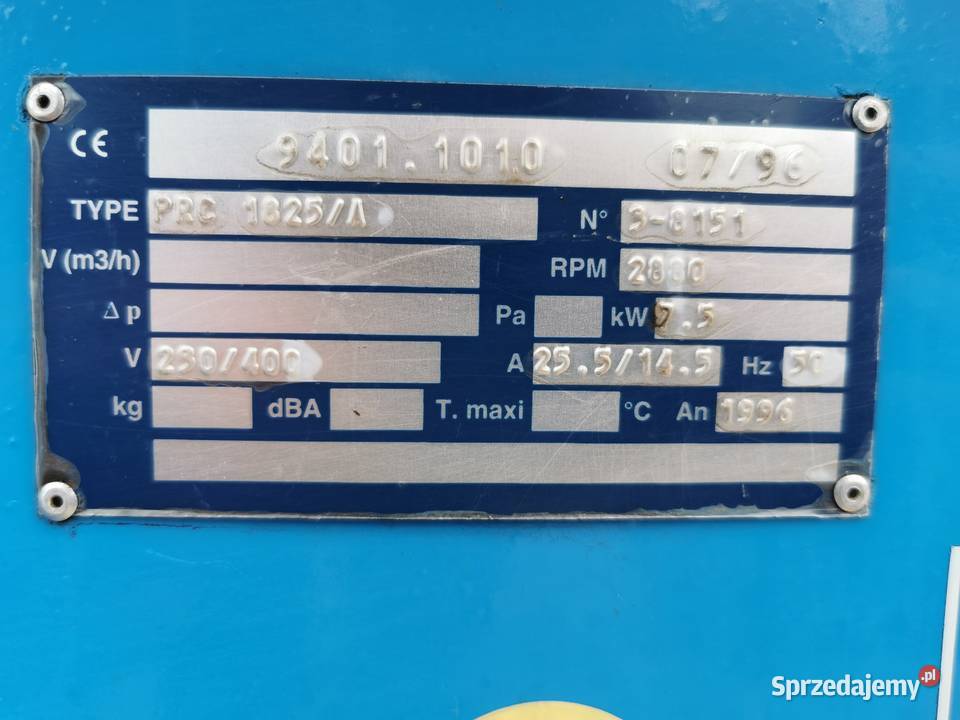 CE 9401.1010 07/96
TYPE PRC 1825/A N° 3-8151
V (m3/h) RPM 2880
Δ p Pa kW 7.5
V 230/400 A 25.5/14.5 Hz 50
kg dBA T. maxi °C An 1996
Sprzedajemy.pl